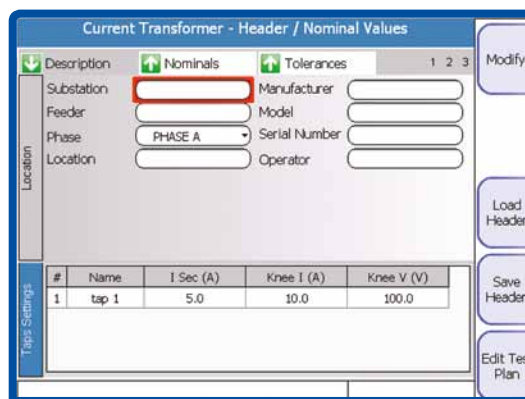 Current Transformer - Header / Nominal Values
Description Nominals Tolerances 1 2 3
Substation Manufacturer
Feeder Model
Phase PHASE A Serial Number
Location Operator
Location
# Name I Sec (A) Knee I (A) Knee V (V)
1 tap 1 5.0 10.0 100.0
Taps Settings
Modify
Load
Header
Save
Header
Edit Tes
Plan